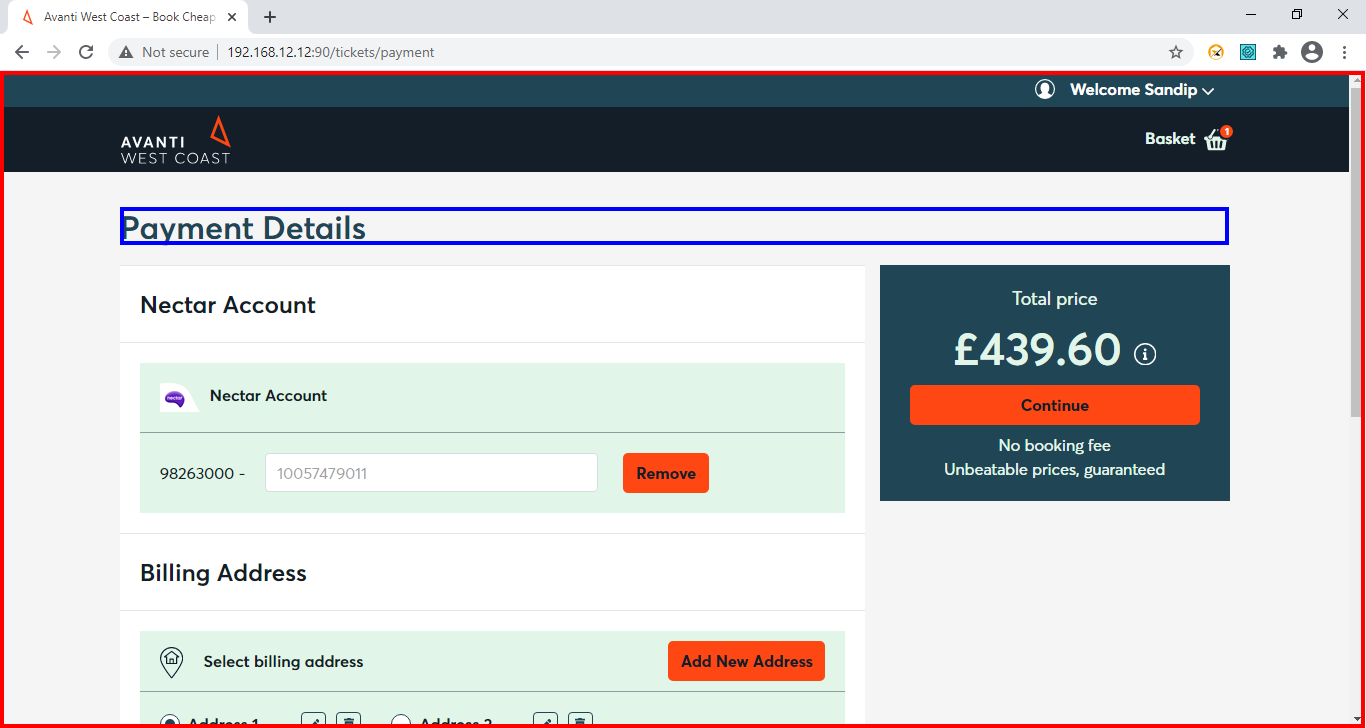 Avanti West Coast – Book Cheap
Not secure
192.168.12.12:90/tickets/payment
Welcome Sandip
AVANTI
WEST COAST
Basket
1
Payment Details
Nectar Account
Total price
£439.60
nectar
Nectar Account
Continue
No booking fee
Unbeatable prices, guaranteed
98263000 -
10057479011
Remove
Billing Address
Select billing address
Add New Address
Address 1
Address 2